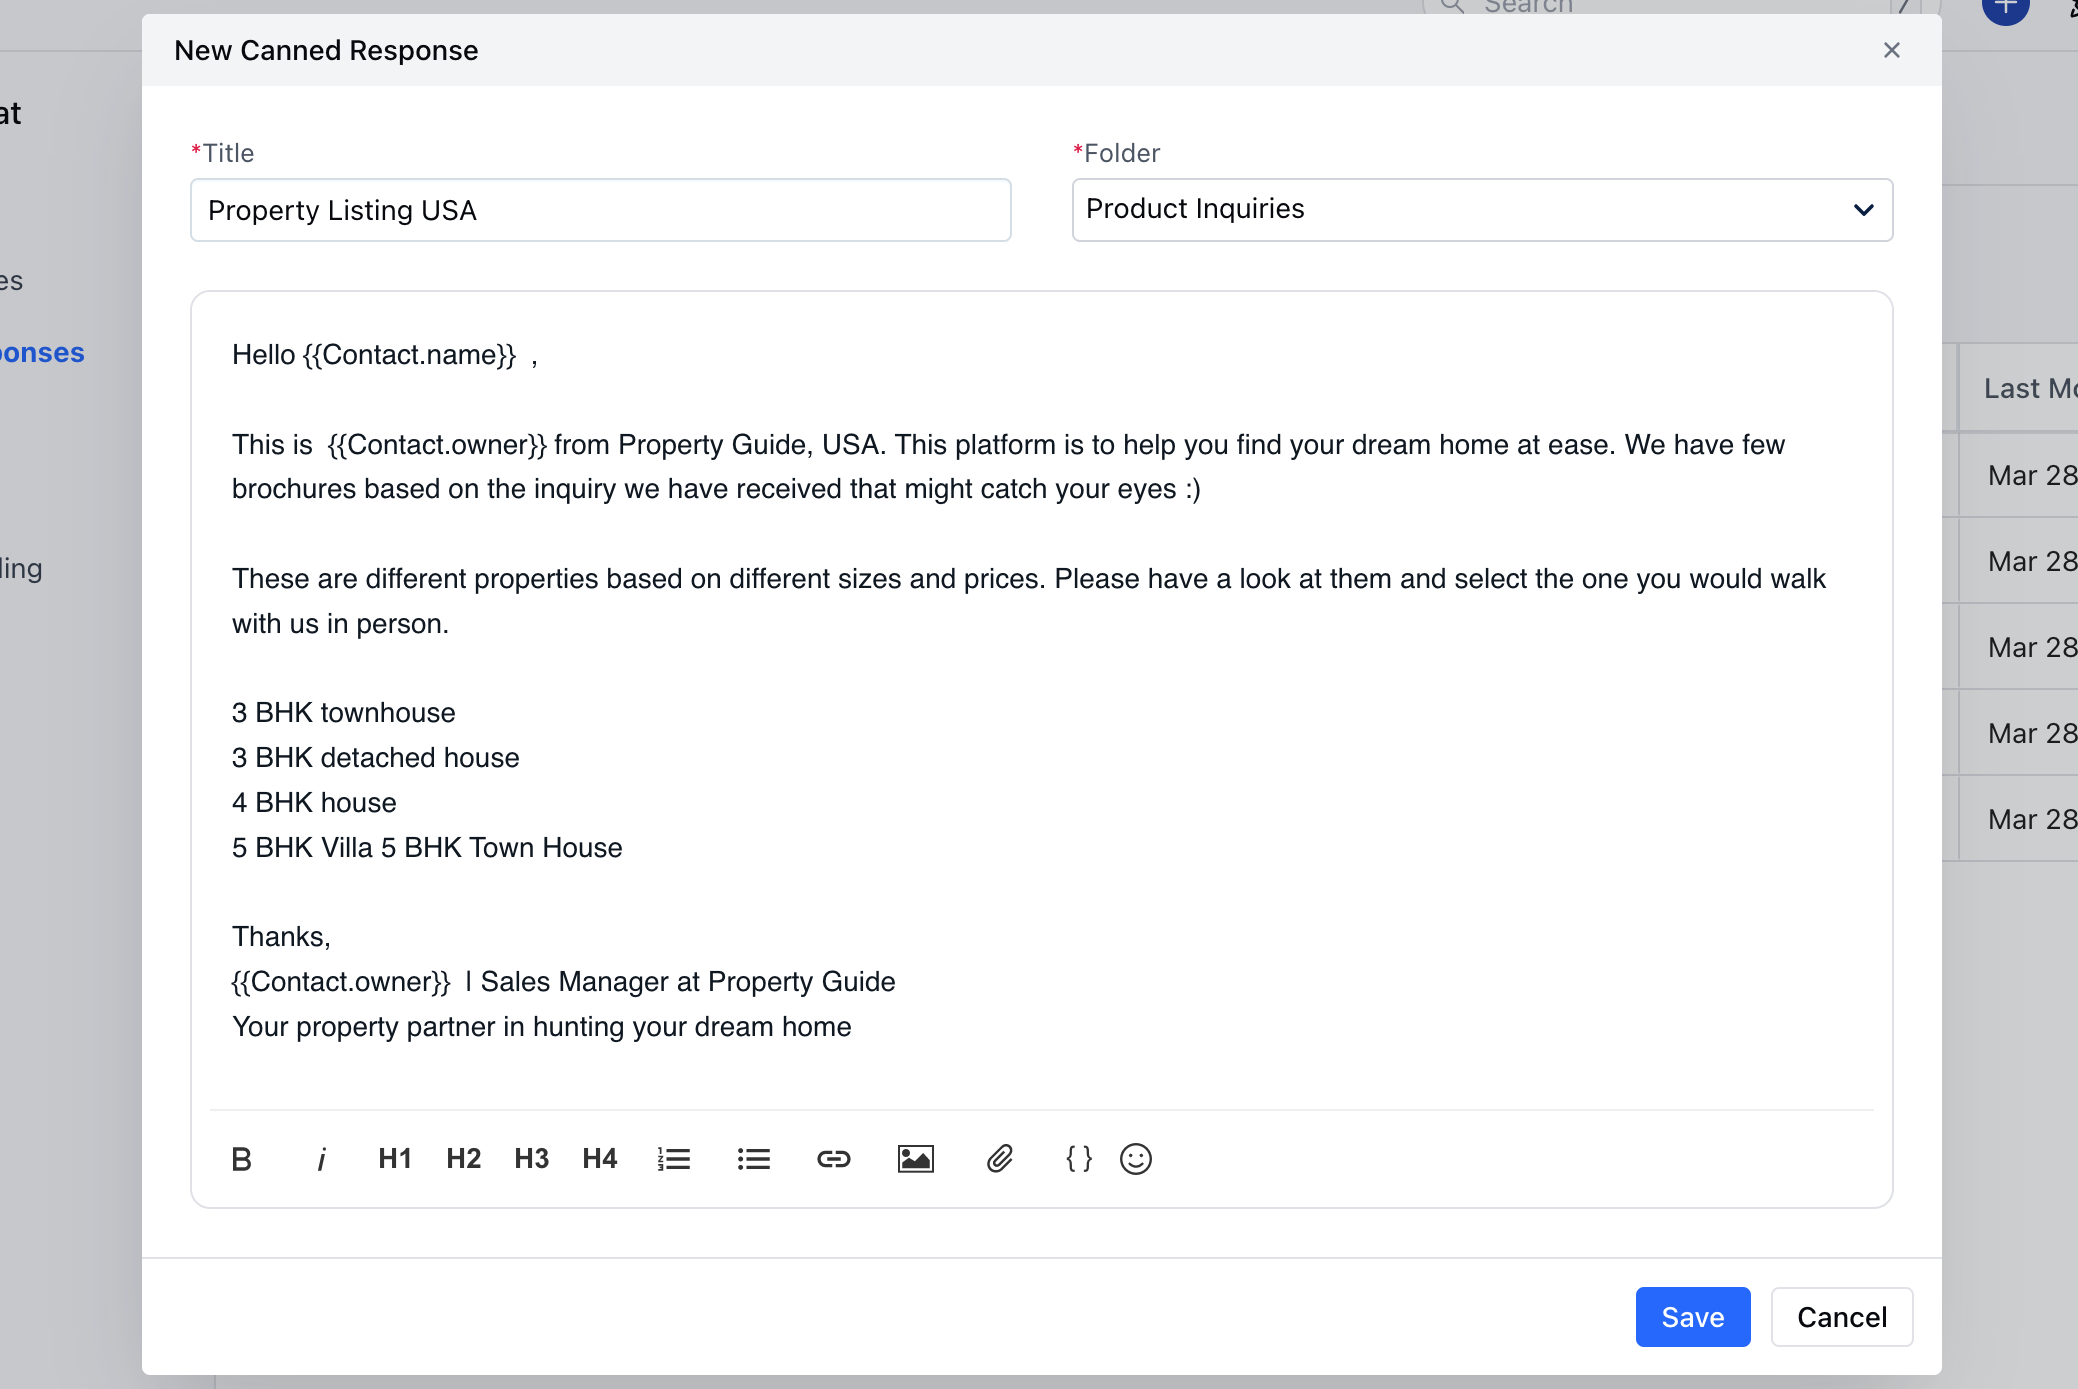 Search
/
New Canned Response
at
*Title
*Folder
Property Listing USA
Product Inquiries
es
Hello {{Contact.name}}  ,
ponses
Last Mo
This is  {{Contact.owner}} from Property Guide, USA. This platform is to help you find your dream home at ease. We have few
brochures based on the inquiry we have received that might catch your eyes :)
Mar 28
These are different properties based on different sizes and prices. Please have a look at them and select the one you would walk
with us in person.
ling
Mar 28
Mar 28
3 BHK townhouse
3 BHK detached house
4 BHK house
5 BHK Villa 5 BHK Town House
Mar 28
Mar 28
Thanks,
{{Contact.owner}}  | Sales Manager at Property Guide
Your property partner in hunting your dream home
B i H1 H2 H3 H4 { }
Save
Cancel